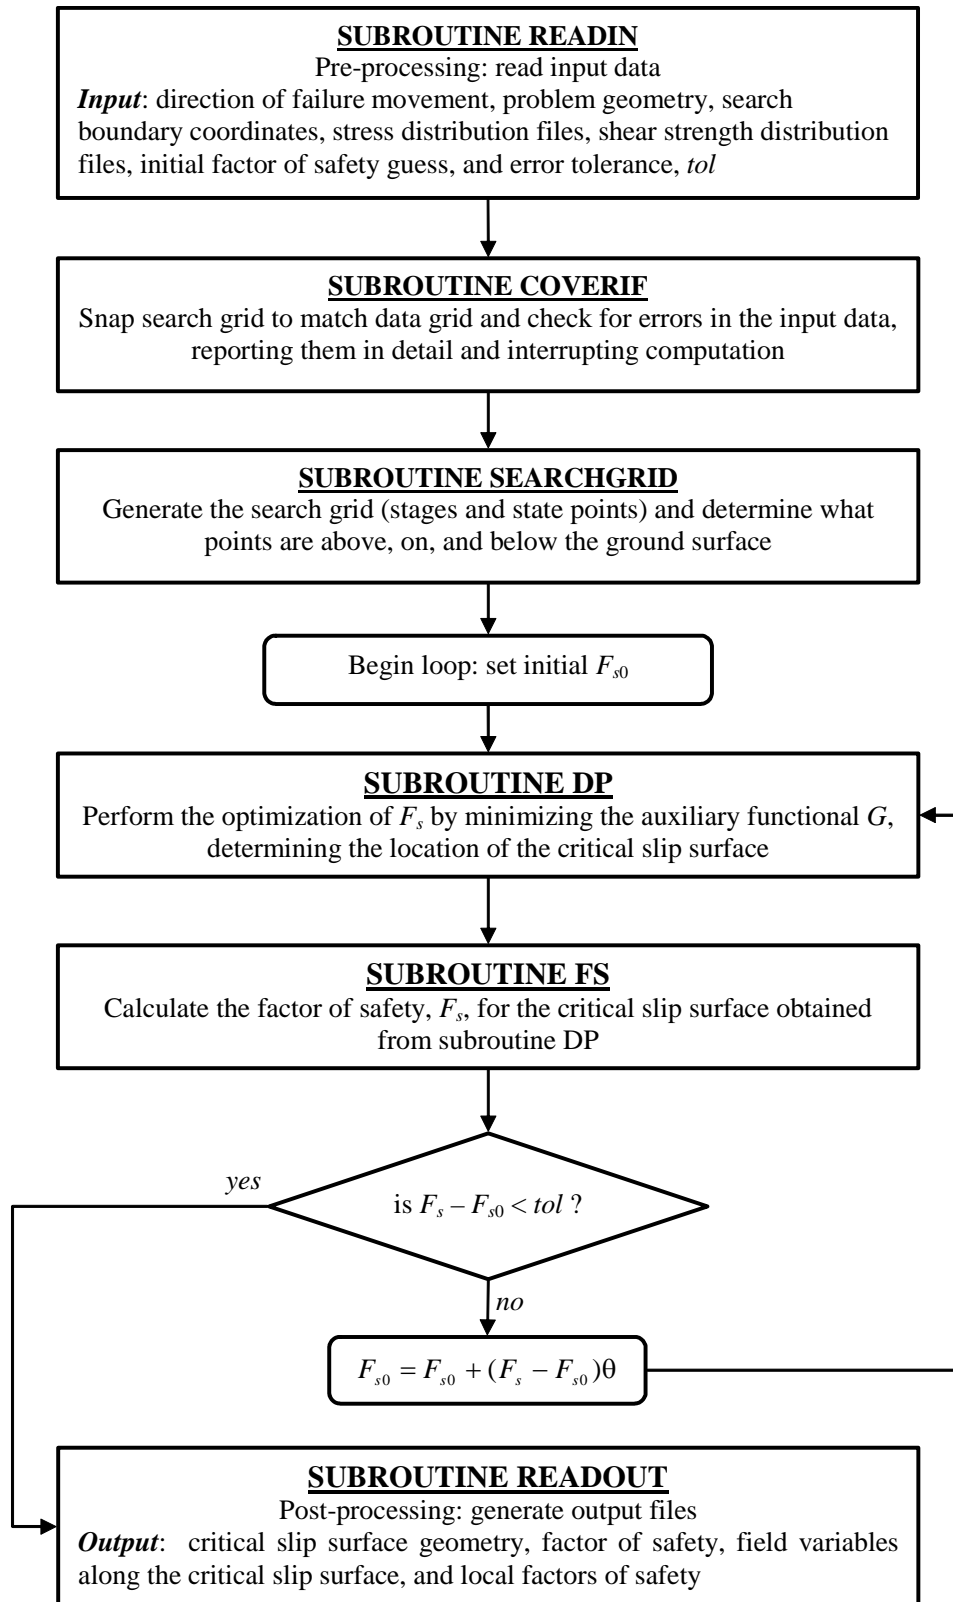 SUBROUTINE READIN
Pre-processing: read input data
Input: direction of failure movement, problem geometry, search
boundary coordinates, stress distribution files, shear strength distribution
files, initial factor of safety guess, and error tolerance, tol
SUBROUTINE COVERIF
Snap search grid to match data grid and check for errors in the input data,
reporting them in detail and interrupting computation
SUBROUTINE SEARCHGRID
Generate the search grid (stages and state points) and determine what
points are above, on, and below the ground surface
Begin loop: set initial Fs0
SUBROUTINE DP
Perform the optimization of Fs by minimizing the auxiliary functional G,
determining the location of the critical slip surface
SUBROUTINE FS
Calculate the factor of safety, Fs, for the critical slip surface obtained
from subroutine DP
yes
is Fs – Fs0 < tol ?
no
Fs0 = Fs0 + (Fs − Fs0)θ
SUBROUTINE READOUT
Post-processing: generate output files
Output: critical slip surface geometry, factor of safety, field variables
along the critical slip surface, and local factors of safety